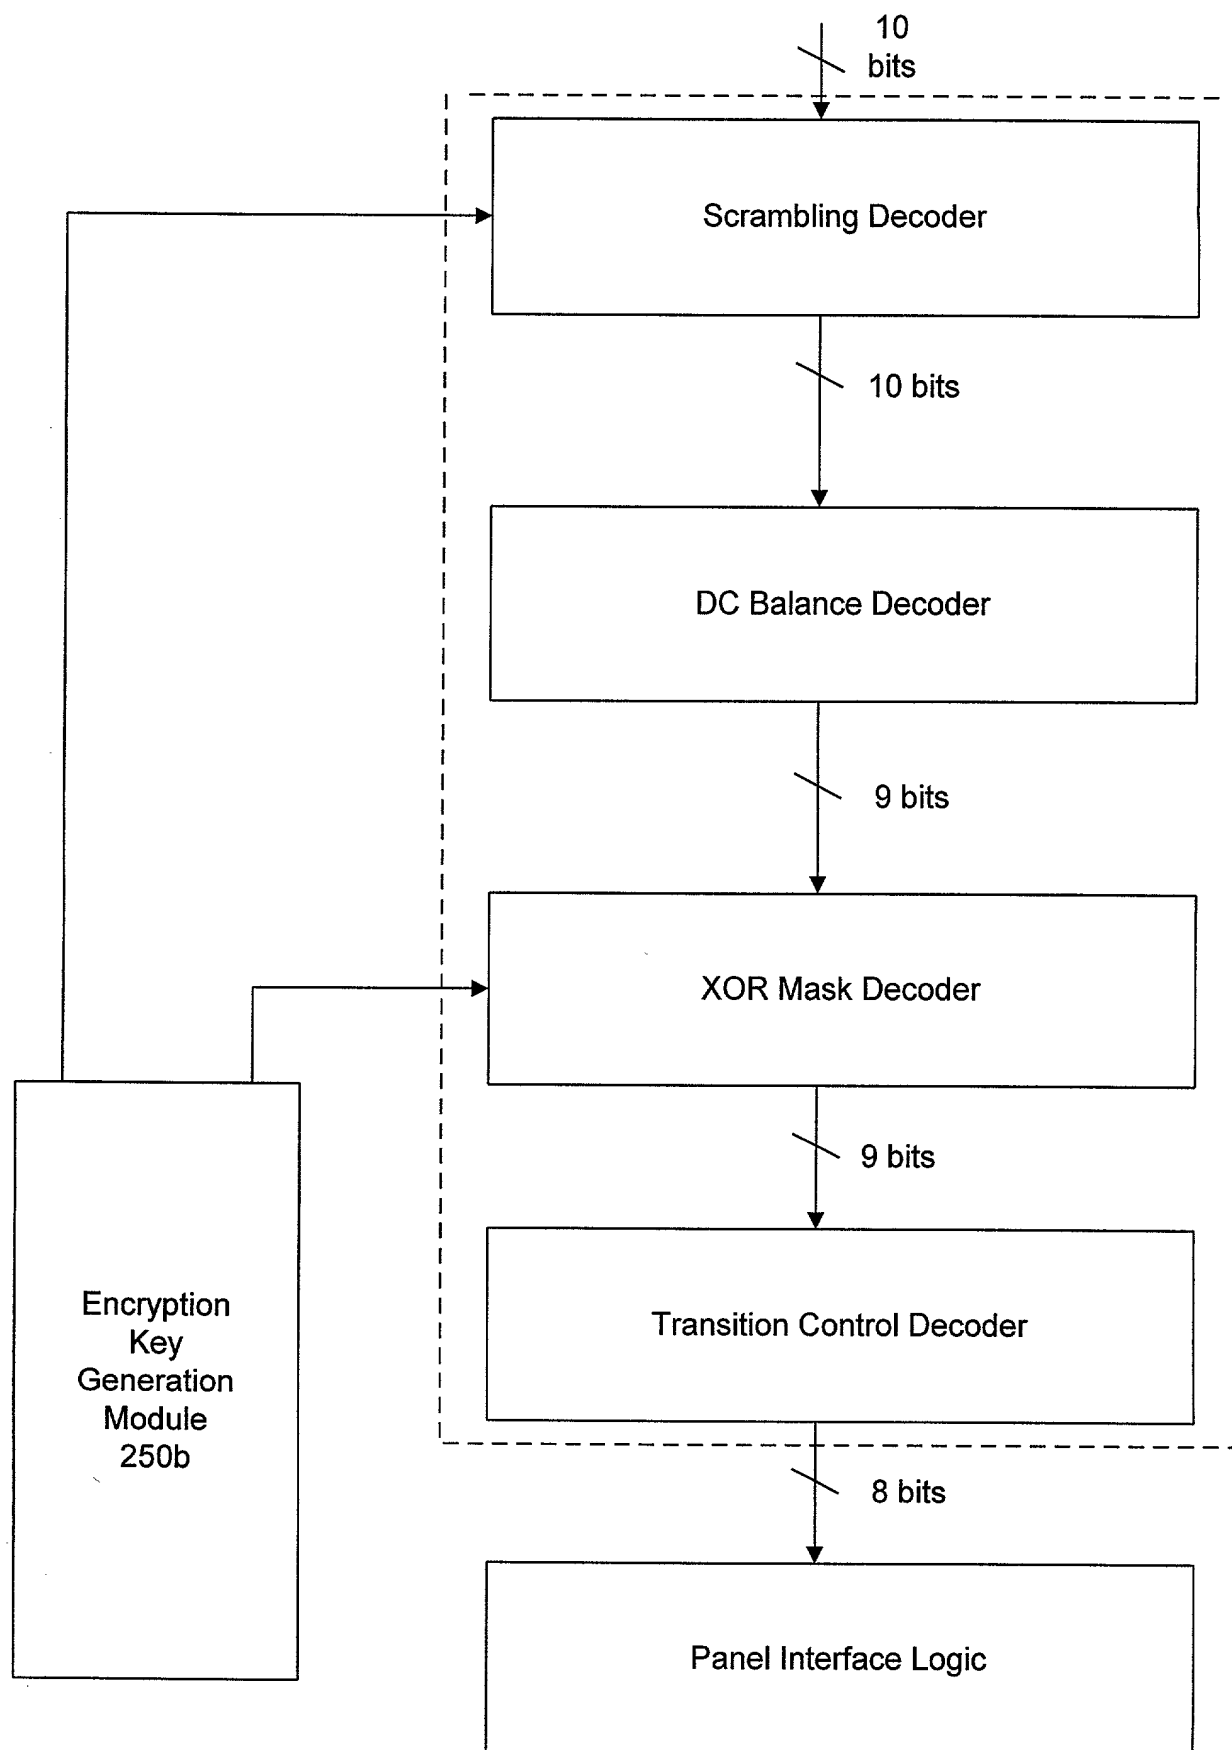 10
bits
Scrambling Decoder
10 bits
DC Balance Decoder
9 bits
XOR Mask Decoder
9 bits
Transition Control Decoder
Encryption
Key
Generation
Module
250b
8 bits
Panel Interface Logic